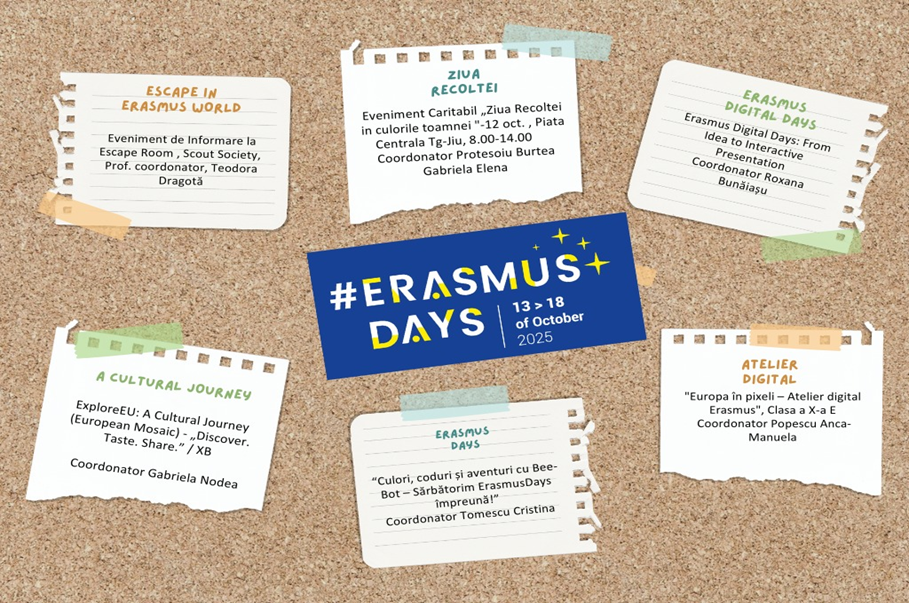 ESCAPE IN
ERASMUS WORLD
Eveniment de Informare la
Escape Room , Scout Society,
Prof. coordonator, Teodora
Dragotă
ZIUA
RECOLTEI
Eveniment Caritabil „Ziua Recoltei
in culorile toamnei "-12 oct. , Piata
Centrala Tg-Jiu, 8.00-14.00
Coordonator Protesoiu Burtea
Gabriela Elena
ERASMUS
DIGITAL DAYS
Erasmus Digital Days: From
Idea to Interactive
Presentation
Coordonator Roxana
Bunăiașu
#ERASMUS
DAYS
13 > 18
of October
2025
A CULTURAL JOURNEY
ExploreEU: A Cultural Journey
(European Mosaic) - „Discover.
Taste. Share.” / XB
Coordonator Gabriela Nodea
ERASMUS
DAYS
“Culori, coduri și aventuri cu Bee-
Bot – Sărbătorim ErasmusDays
împreună!”
Coordonator Tomescu Cristina
ATELIER
DIGITAL
"Europa în pixeli – Atelier digital
Erasmus", Clasa a X-a E
Coordonator Popescu Anca-
Manuela